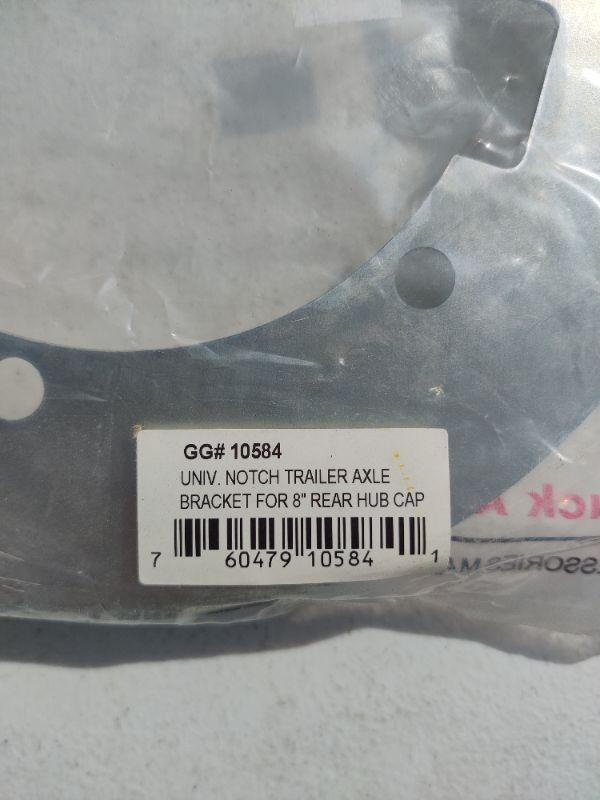 GG# 10584
UNIV. NOTCH TRAILER AXLE
BRACKET FOR 8" REAR HUB CAP
7 60479 10584 1